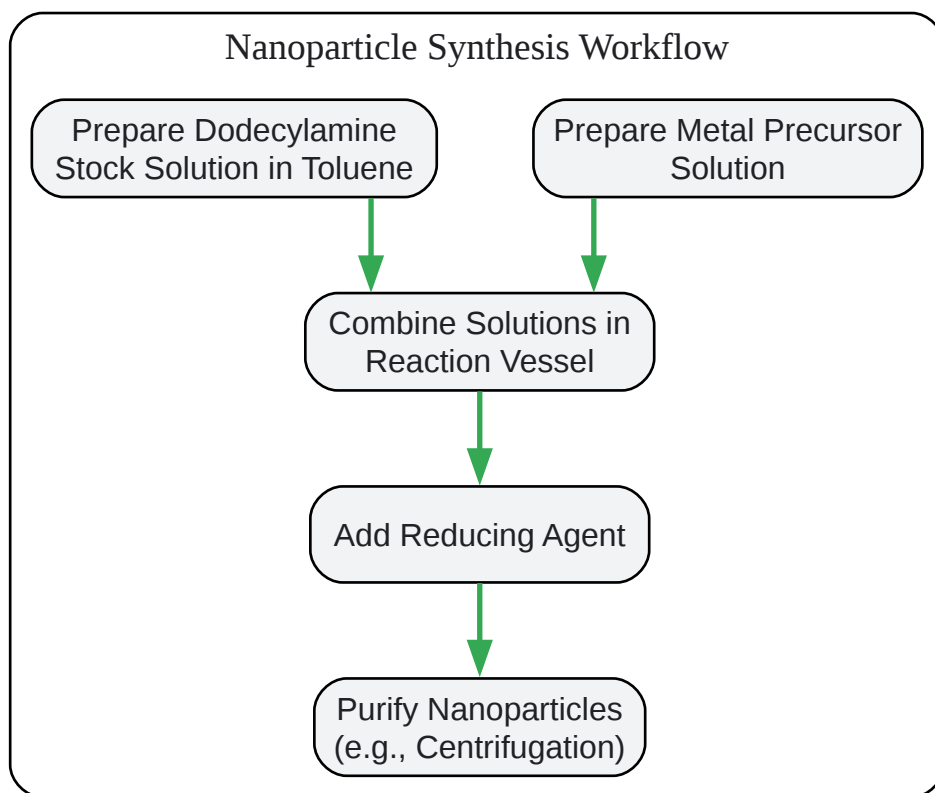 Nanoparticle Synthesis Workflow
Prepare Dodecylamine
Stock Solution in Toluene
Prepare Metal Precursor
Solution
Combine Solutions in
Reaction Vessel
Add Reducing Agent
Purify Nanoparticles
(e.g., Centrifugation)